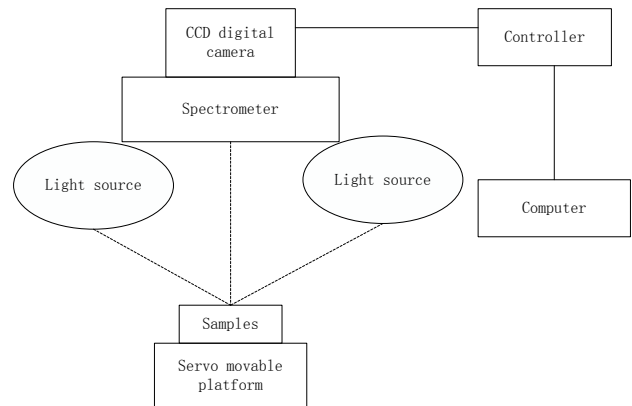 CCD digital
camera
Controller
Spectrometer
Light source
Light source
Computer
Samples
Servo movable
platform